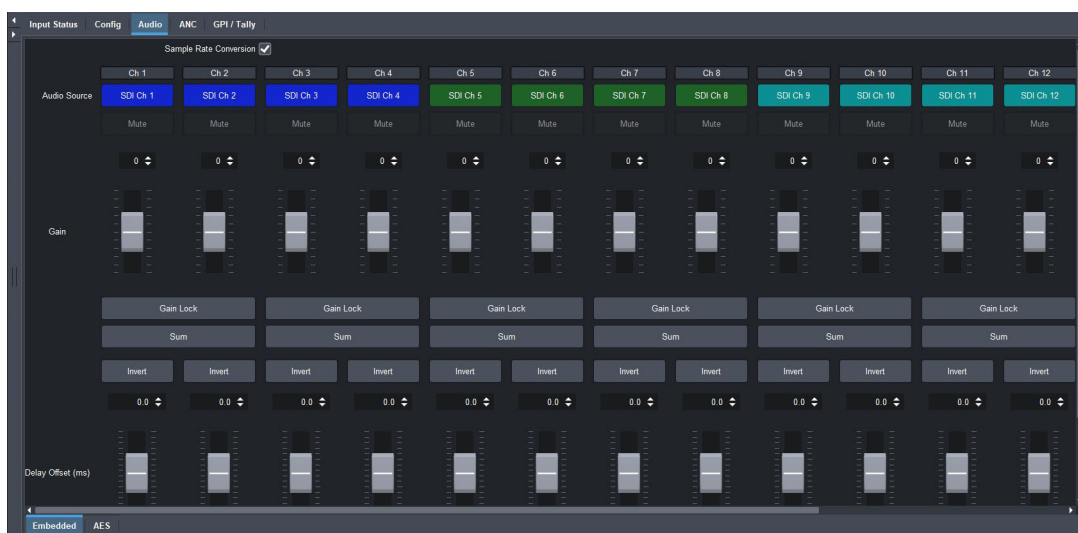 Input Status Config Audio ANC GPI / Tally
Sample Rate Conversion
Ch 1 Ch 2 Ch 3 Ch 4 Ch 5 Ch 6 Ch 7 Ch 8 Ch 9 Ch 10 Ch 11 Ch 12
Audio Source SDI Ch 1 SDI Ch 2 SDI Ch 3 SDI Ch 4 SDI Ch 5 SDI Ch 6 SDI Ch 7 SDI Ch 8 SDI Ch 9 SDI Ch 10 SDI Ch 11 SDI Ch 12
Mute Mute Mute Mute Mute Mute Mute Mute Mute Mute Mute Mute
0 0 0 0 0 0 0 0 0 0 0 0
Gain
Gain Lock Gain Lock Gain Lock Gain Lock Gain Lock Gain Lock
Sum Sum Sum Sum Sum Sum
Invert Invert Invert Invert Invert Invert Invert Invert Invert Invert Invert Invert
0.0 0.0 0.0 0.0 0.0 0.0 0.0 0.0 0.0 0.0 0.0 0.0
Delay Offset (ms)
Embedded AES